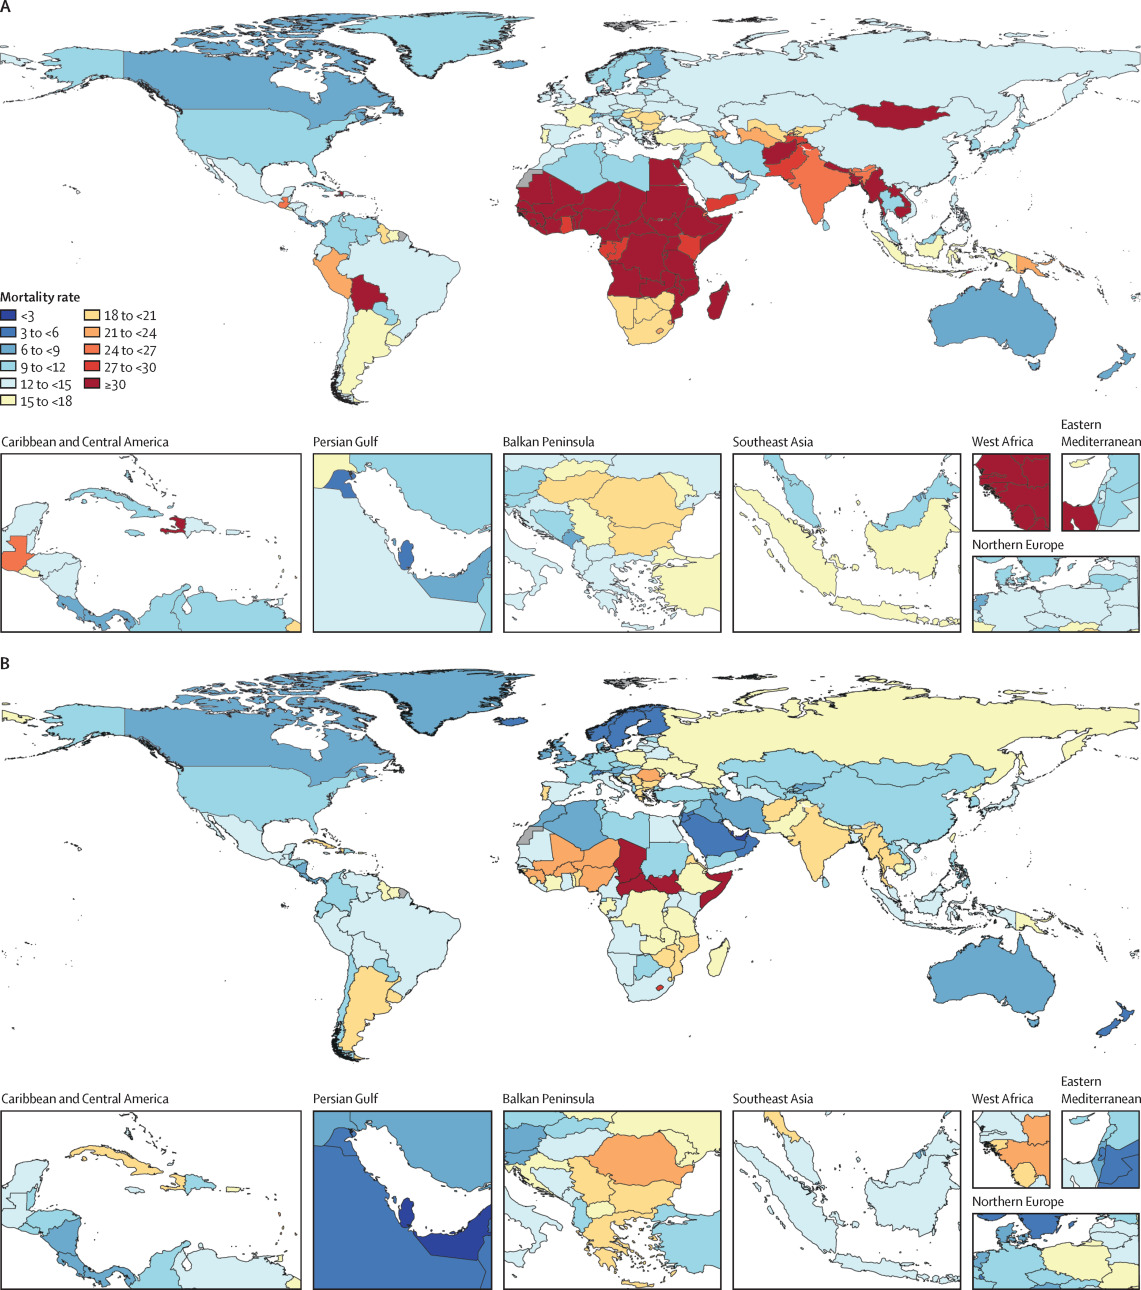 A
Mortality rate
<3
3 to <6
6 to <9
9 to <12
12 to <15
15 to <18
18 to <21
21 to <24
24 to <27
27 to <30
≥30
Caribbean and Central America
Persian Gulf
Balkan Peninsula
Southeast Asia
West Africa
Eastern
Mediterranean
Northern Europe
B
Caribbean and Central America
Persian Gulf
Balkan Peninsula
Southeast Asia
West Africa
Eastern
Mediterranean
Northern Europe